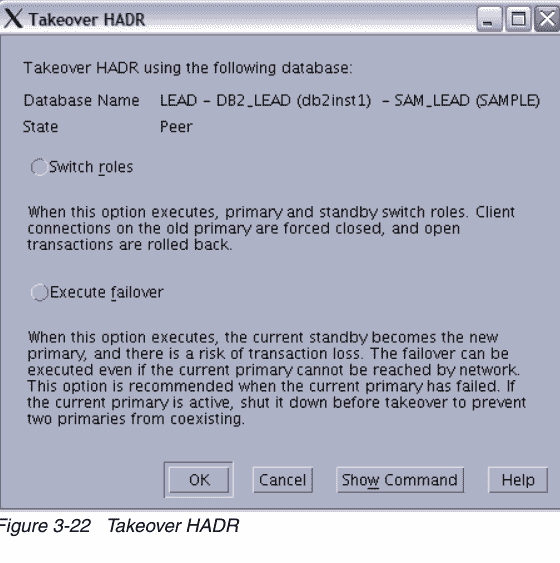 Takeover HADR
Takeover HADR using the following database:
Database Name LEAD - DB2_LEAD (db2inst1) - SAM_LEAD (SAMPLE)
State Peer
Switch roles
When this option executes, primary and standby switch roles. Client
connections on the old primary are forced closed, and open
transactions are rolled back.
Execute failover
When this option executes, the current standby becomes the new
primary, and there is a risk of transaction loss. The failover can be
executed even if the current primary cannot be reached by network.
This option is recommended when the current primary has failed. If
the current primary is active, shut it down before takeover to prevent
two primaries from coexisting.
OK Cancel Show Command Help
Figure 3-22 Takeover HADR